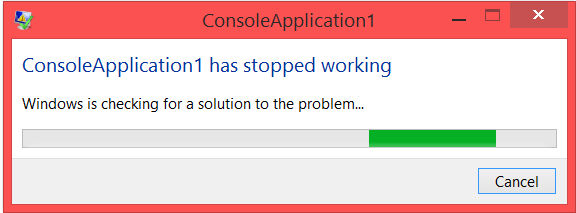 ConsoleApplication1
ConsoleApplication1 has stopped working
Windows is checking for a solution to the problem...
Cancel